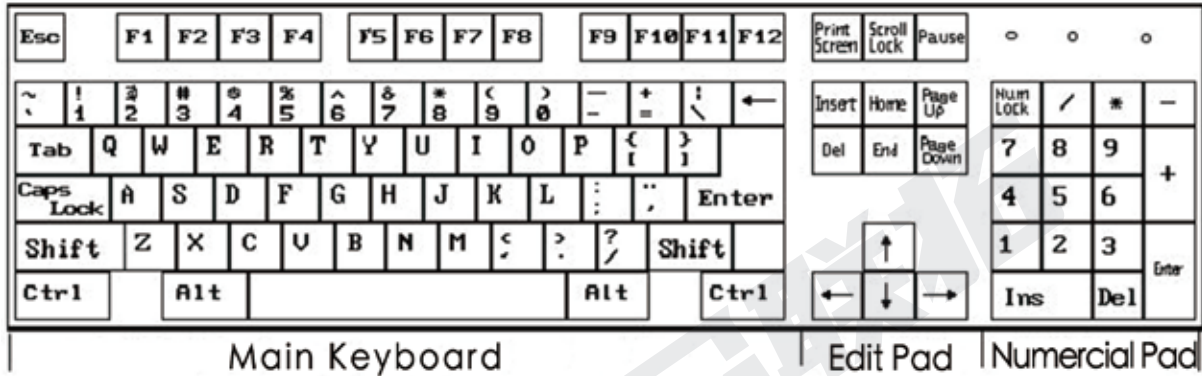 Esc F1 F2 F3 F4 F5 F6 F7 F8 F9 F10 F11 F12 Print Screen Scroll Lock Pause
~ ` ! 1 @ 2 # 3 $ 4 % 5 ^ 6 & 7 * 8 ( 9 ) 0 — - + = ¦ \ ← Insert Home Page Up Num Lock / * —
Tab Q W E R T Y U I O P { [ } ] Del End Page Down 7 8 9 +
Caps Lock A S D F G H J K L : ; " ' Enter 4 5 6
Shift Z X C V B N M < , > . ? / Shift ↑ 1 2 3 Enter
Ctrl Alt Alt Ctrl ← ↓ → Ins Del
Main Keyboard Edit Pad Numercial Pad